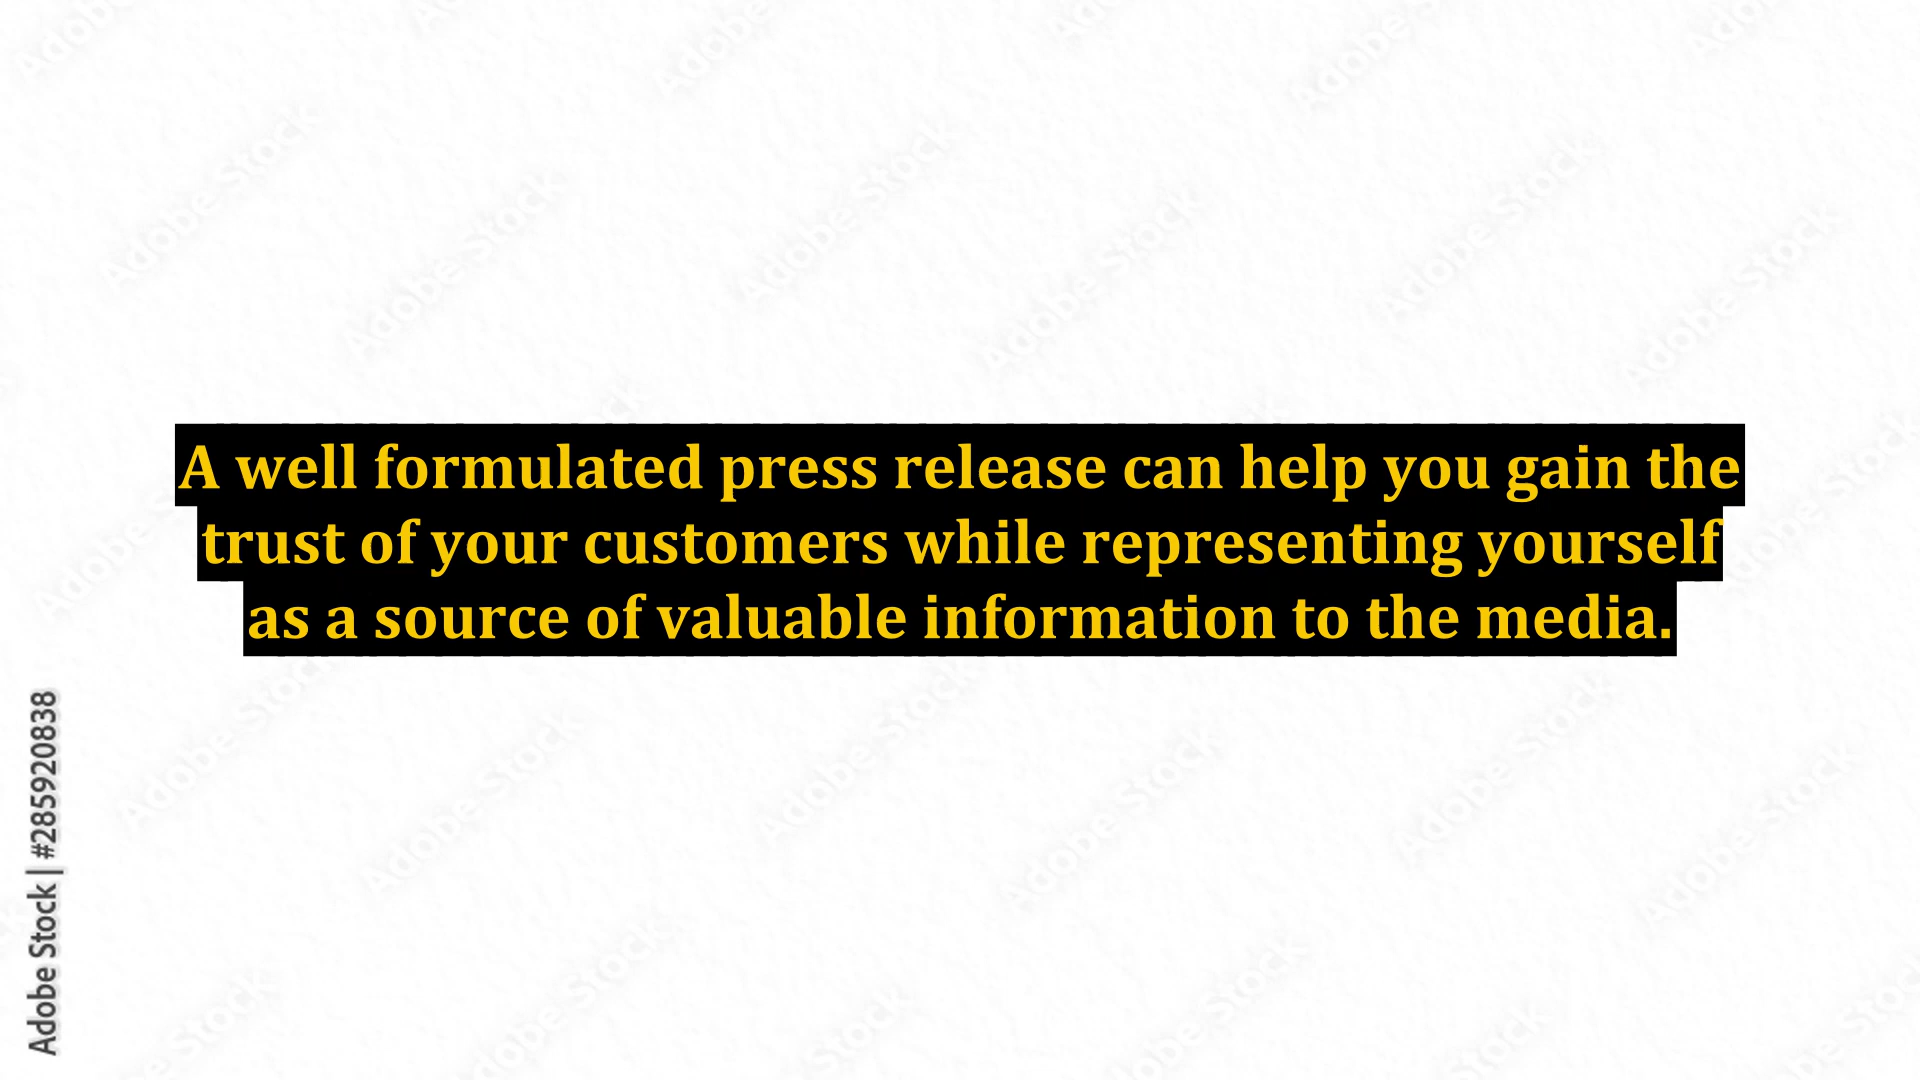 A well formulated press release can help you gain the
trust of your customers while representing yourself
as a source of valuable information to the media.
Adobe Stock | #285920838